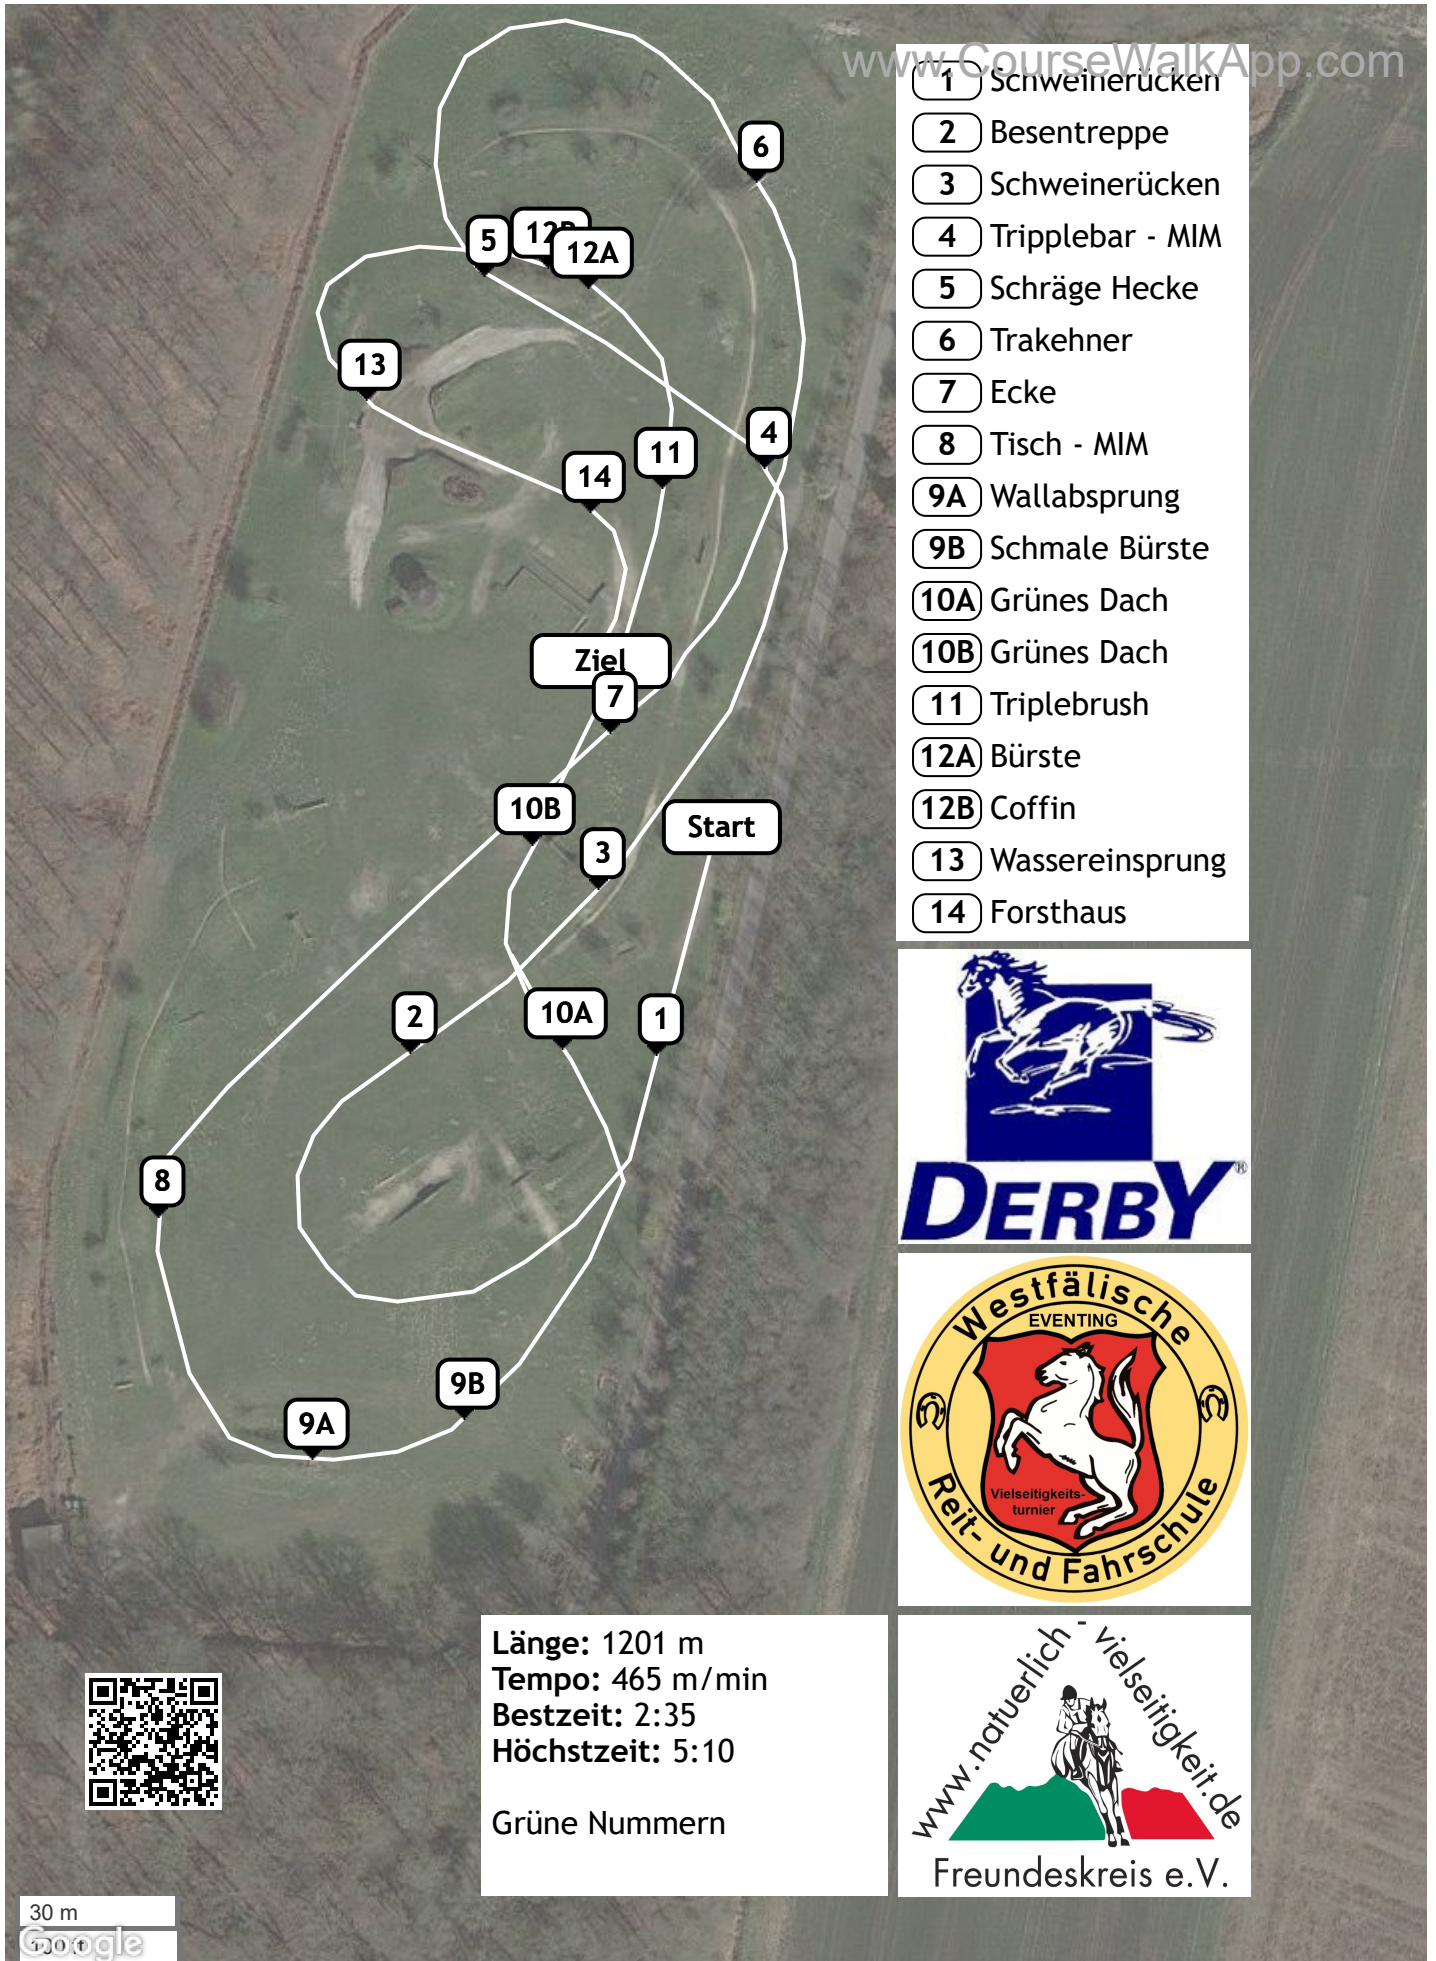 www.CourseWalkApp.com
1 Schweinerücken
2 Besentreppe
3 Schweinerücken
4 Tripplebar - MIM
5 Schräge Hecke
6 Trakehner
7 Ecke
8 Tisch - MIM
9A Wallabsprung
9B Schmale Bürste
10A Grünes Dach
10B Grünes Dach
11 Triplebrush
12A Bürste
12B Coffin
13 Wassereinsprung
14 Forsthaus
6
5
12B
12A
13
4
11
14
Ziel
7
10B
Start
3
2
10A
1
8
9B
9A
DERBY®
Westfälische
EVENTING
Vielseitigkeits-
turnier
Reit- und Fahrschule
Länge: 1201 m
Tempo: 465 m/min
Bestzeit: 2:35
Höchstzeit: 5:10
Grüne Nummern
www.natuerlich - vielseitigkeit.de
Freundeskreis e.V.
30 m
100 ft
Google